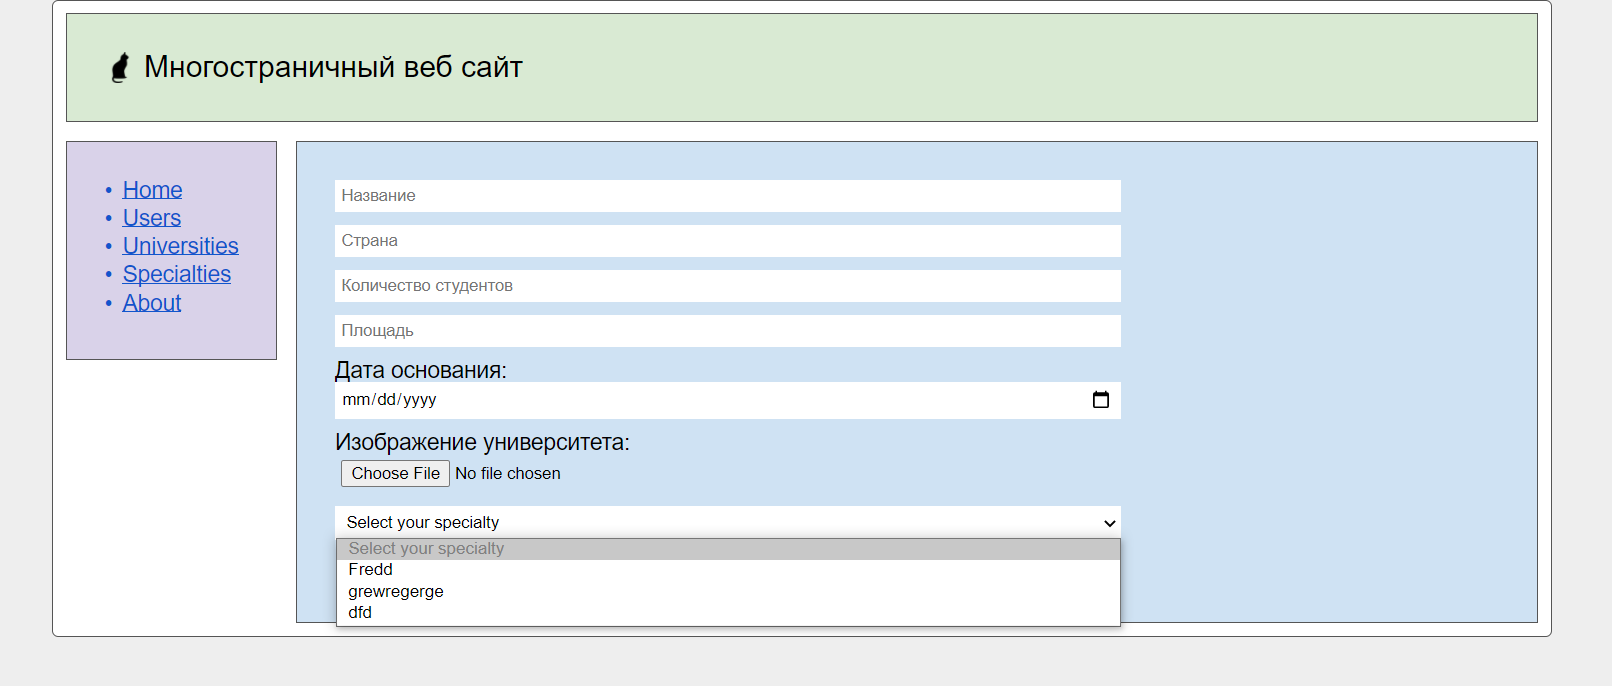 Многостраничный веб сайт
Home
Users
Universities
Specialties
About
Название
Страна
Количество студентов
Площадь
Дата основания:
mm/dd/yyyy
Изображение университета:
Choose File No file chosen
Select your specialty
Select your specialty
Fredd
grewregerge
dfd